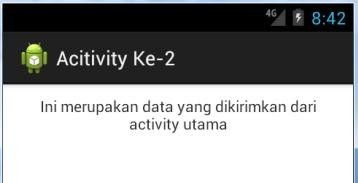 4G 8:42
Acitivity Ke-2
Ini merupakan data yang dikirimkan dari
activity utama